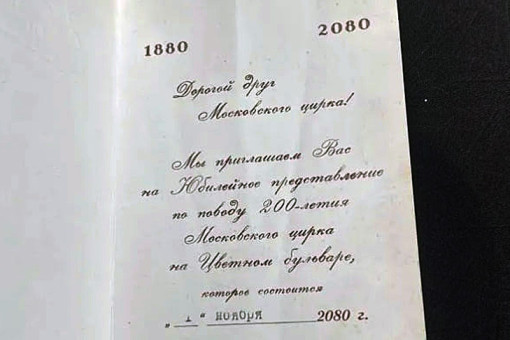 1880 2080
Дорогой друг
Московского цирка!
Мы приглашаем Вас
на Юбилейное представление
по поводу 200-летия
Московского цирка
на Цветном бульваре,
которое состоится
„ 1 “ ноября 2080 г.